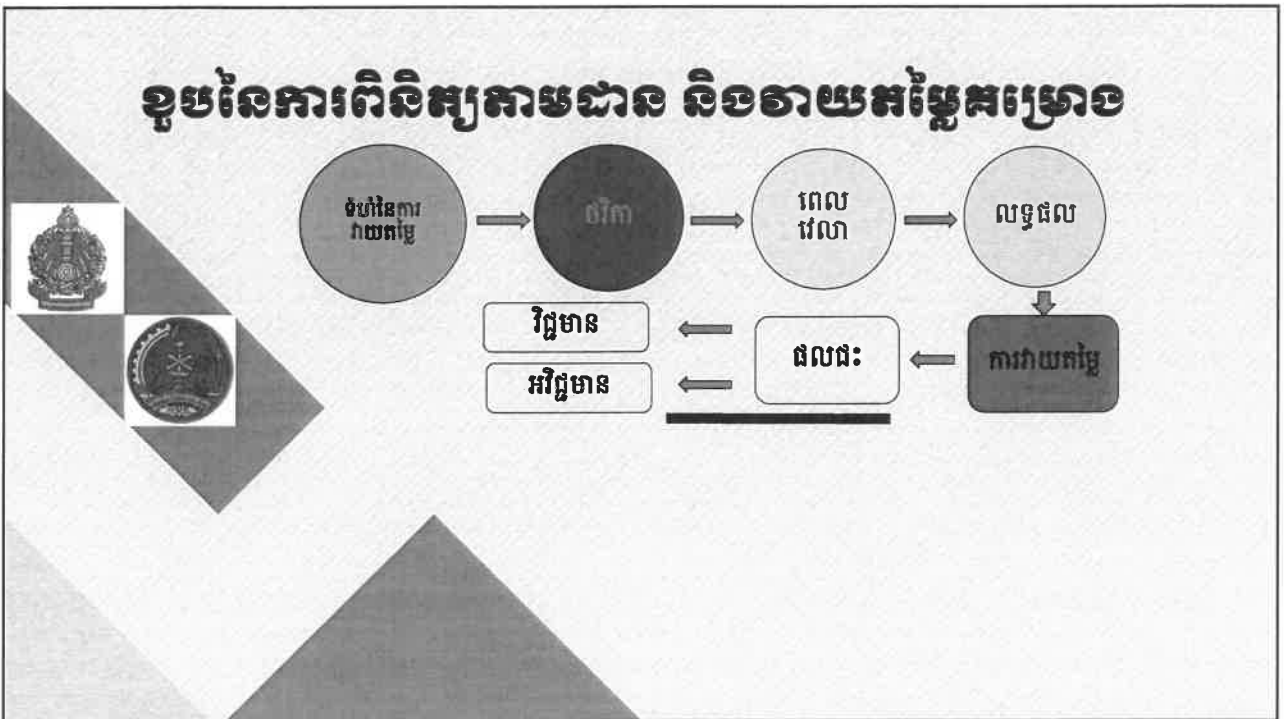 ខួបនៃការពិនិត្យតាមដាន និងវាយតម្លៃគម្រោង
ទំហំនៃការ
វាយតម្លៃ
ថវិកា
ពេល
វេលា
លទ្ធផល
វិជ្ជមាន
អវិជ្ជមាន
ផលជះ
ការវាយតម្លៃ